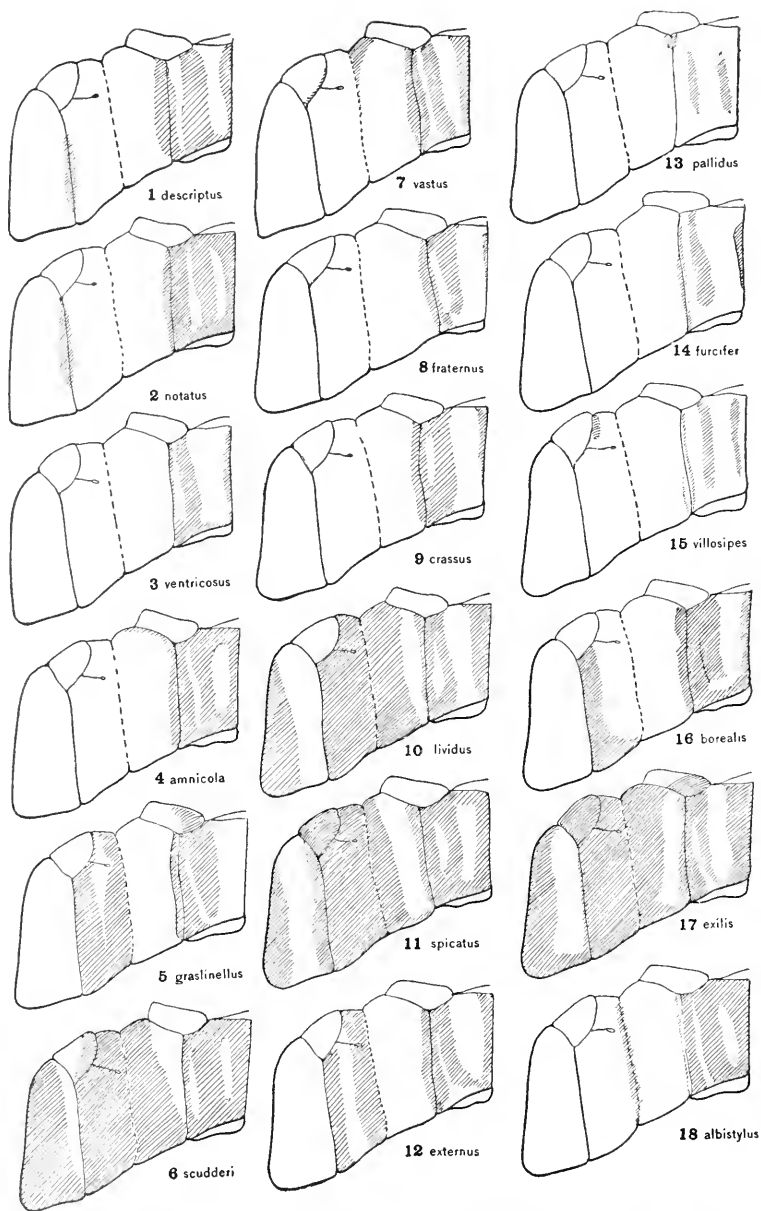 1 descriptus
2 notatus
3 ventricosus
4 amnicola
5 graslinellus
6 scudderi
7 vastus
8 fraternus
9 crassus
10 lividus
11 spicatus
12 externus
13 pallidus
14 furcifer
15 villosipes
16 borealis
17 exilis
18 albistylus